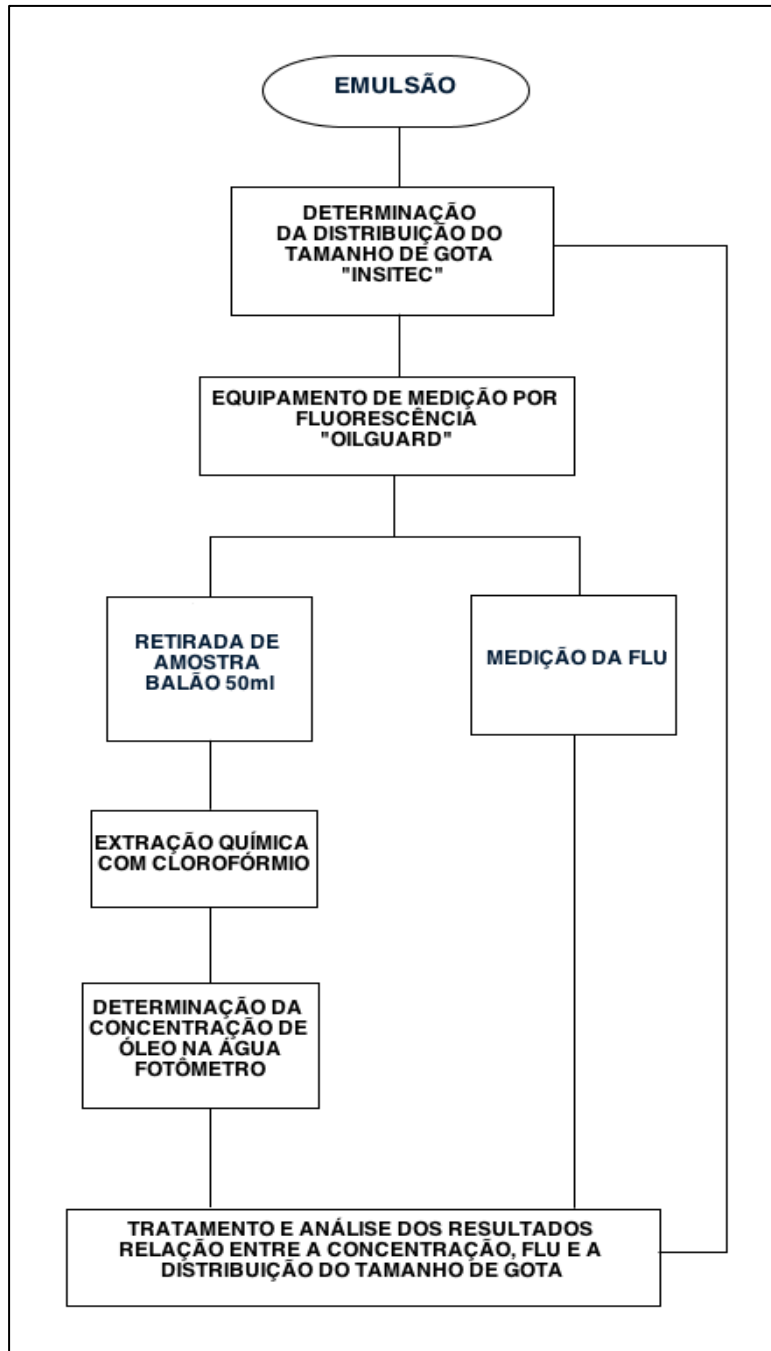 EMULSÃO
DETERMINAÇÃO
DA DISTRIBUIÇÃO DO
TAMANHO DE GOTA
"INSITEC"
EQUIPAMENTO DE MEDIÇÃO POR
FLUORESCÊNCIA
"OILGUARD"
RETIRADA DE
AMOSTRA
BALÃO 50ml
MEDIÇÃO DA FLU
EXTRAÇÃO QUÍMICA
COM CLOROFÓRMIO
DETERMINAÇÃO DA
CONCENTRAÇÃO DE
ÓLEO NA ÁGUA
FOTÔMETRO
TRATAMENTO E ANÁLISE DOS RESULTADOS
RELAÇÃO ENTRE A CONCENTRAÇÃO, FLU E A
DISTRIBUIÇÃO DO TAMANHO DE GOTA